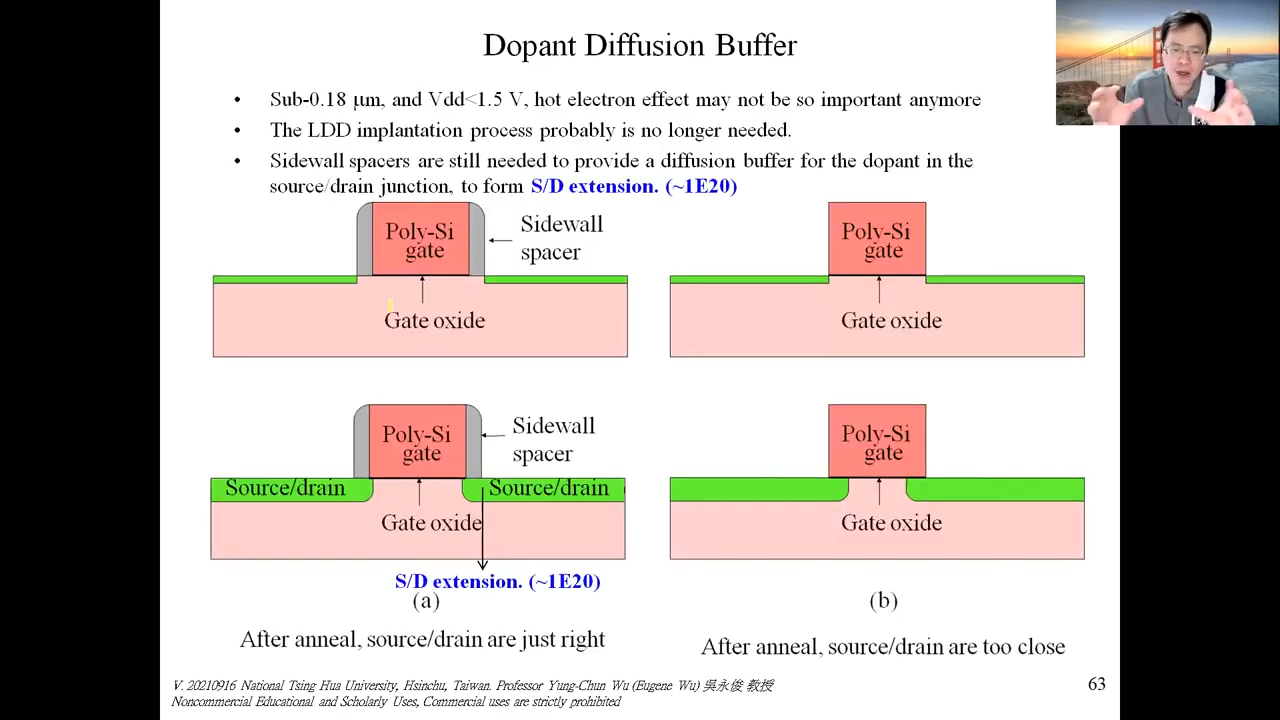 Dopant Diffusion Buffer
• Sub-0.18 μm, and Vdd<1.5 V, hot electron effect may not be so important anymore
• The LDD implantation process probably is no longer needed.
• Sidewall spacers are still needed to provide a diffusion buffer for the dopant in the
source/drain junction, to form S/D extension. (~1E20)
Poly-Si
gate
Sidewall
spacer
Gate oxide
Poly-Si
gate
Gate oxide
Poly-Si
gate
Sidewall
spacer
Source/drain
Source/drain
Gate oxide
S/D extension. (~1E20)
(a)
After anneal, source/drain are just right
Poly-Si
gate
Gate oxide
(b)
After anneal, source/drain are too close
V. 20210916 National Tsing Hua University, Hsinchu, Taiwan. Professor Yung-Chun Wu (Eugene Wu) 吳永俊 教授
Noncommercial Educational and Scholarly Uses, Commercial uses are strictly prohibited
63